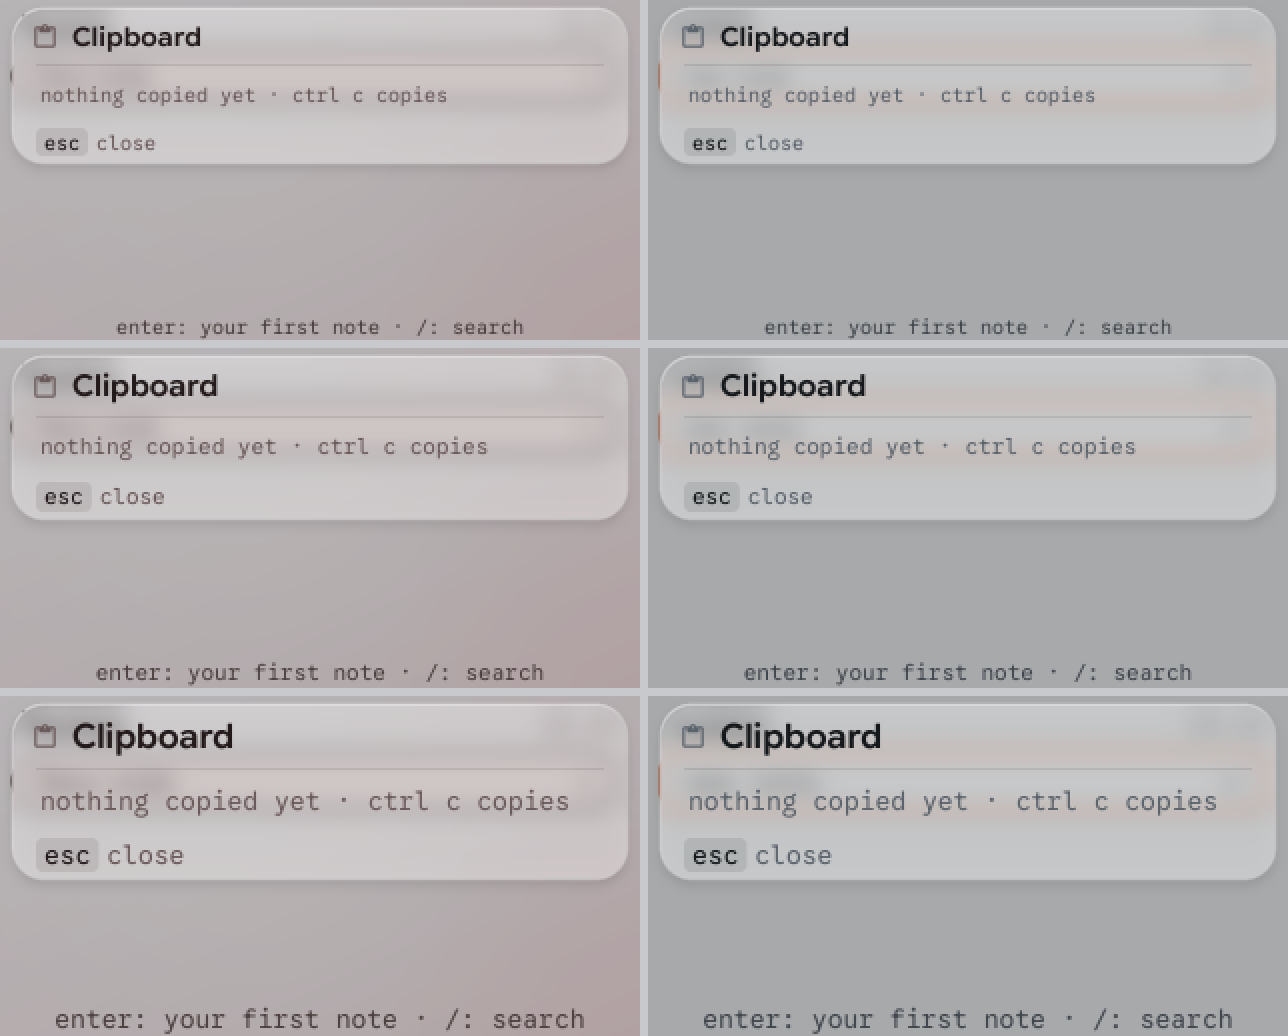 Clipboard
nothing copied yet · ctrl c copies
esc close
enter: your first note · /: search
Clipboard
nothing copied yet · ctrl c copies
esc close
enter: your first note · /: search
Clipboard
nothing copied yet · ctrl c copies
esc close
enter: your first note · /: search
Clipboard
nothing copied yet · ctrl c copies
esc close
enter: your first note · /: search
Clipboard
nothing copied yet · ctrl c copies
esc close
enter: your first note · /: search
Clipboard
nothing copied yet · ctrl c copies
esc close
enter: your first note · /: search